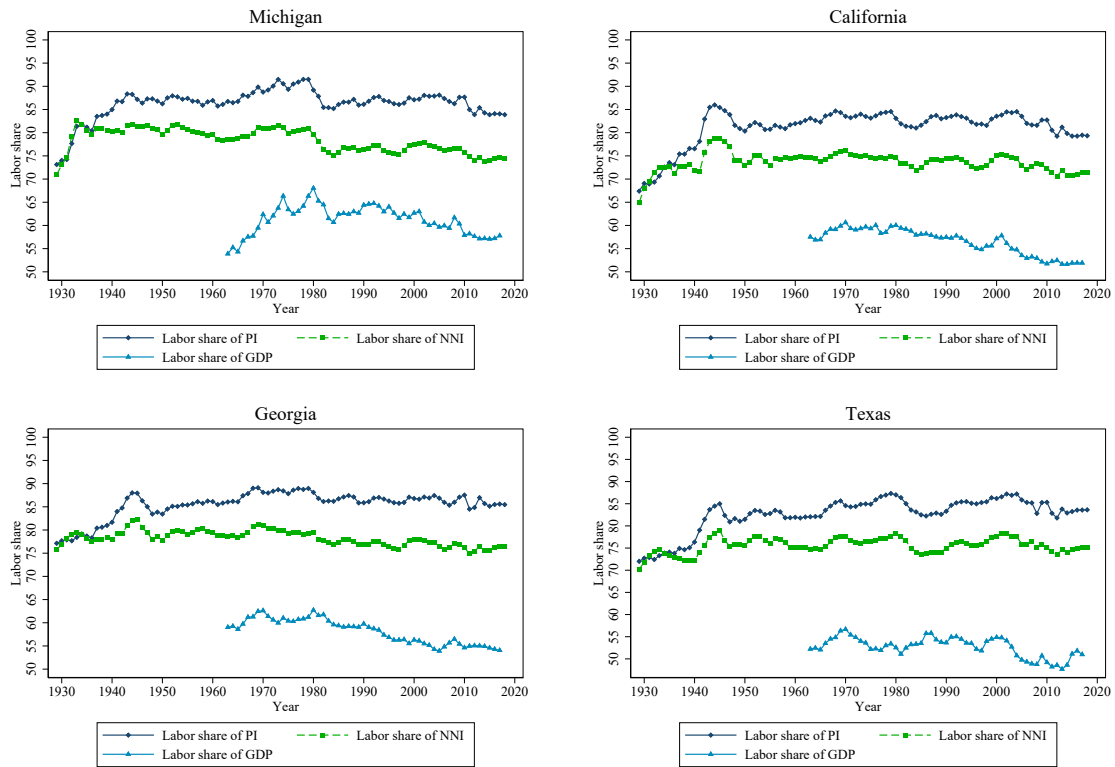 Michigan
California
Labor share
50 55 60 65 70 75 80 85 90 95 100
1930 1940 1950 1960 1970 1980 1990 2000 2010 2020
Year
Labor share of PI
Labor share of NNI
Labor share of GDP
Labor share
50 55 60 65 70 75 80 85 90 95 100
1930 1940 1950 1960 1970 1980 1990 2000 2010 2020
Year
Labor share of PI
Labor share of NNI
Labor share of GDP
Georgia
Texas
Labor share
50 55 60 65 70 75 80 85 90 95 100
1930 1940 1950 1960 1970 1980 1990 2000 2010 2020
Year
Labor share of PI
Labor share of NNI
Labor share of GDP
Labor share
50 55 60 65 70 75 80 85 90 95 100
1930 1940 1950 1960 1970 1980 1990 2000 2010 2020
Year
Labor share of PI
Labor share of NNI
Labor share of GDP